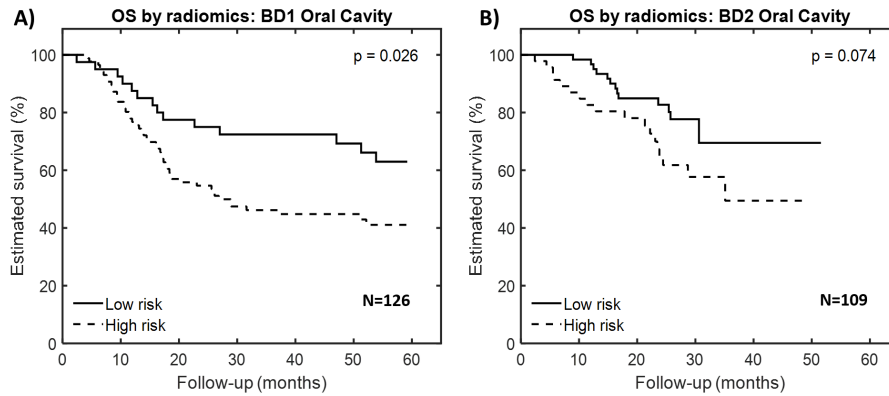 A)
OS by radiomics: BD1 Oral Cavity
p = 0.026
Estimated survival (%)
100
80
60
40
20
0
Low risk
High risk
N=126
0 10 20 30 40 50 60
Follow-up (months)
B)
OS by radiomics: BD2 Oral Cavity
p = 0.074
Estimated survival (%)
100
80
60
40
20
0
Low risk
High risk
N=109
0 10 20 30 40 50 60
Follow-up (months)